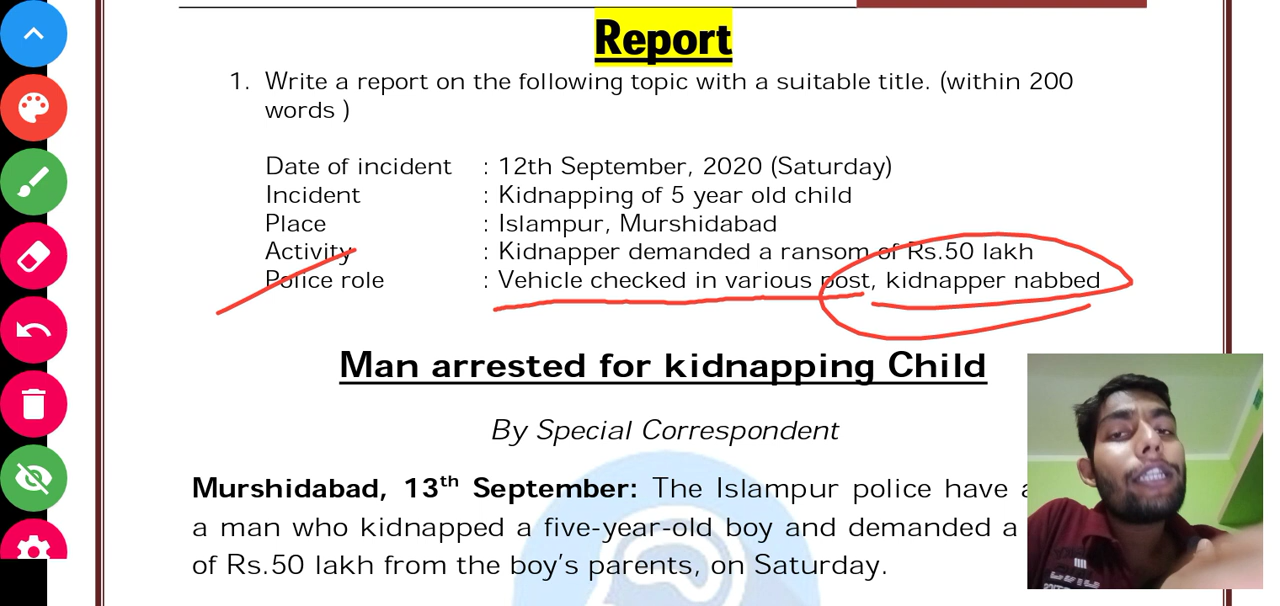 Report
1. Write a report on the following topic with a suitable title. (within 200
words )
Date of incident : 12th September, 2020 (Saturday)
Incident : Kidnapping of 5 year old child
Place : Islampur, Murshidabad
Activity : Kidnapper demanded a ransom of Rs.50 lakh
Police role : Vehicle checked in various post, kidnapper nabbed
Man arrested for kidnapping Child
By Special Correspondent
Murshidabad, 13th September: The Islampur police have
a man who kidnapped a five-year-old boy and demanded a
of Rs.50 lakh from the boy's parents, on Saturday.